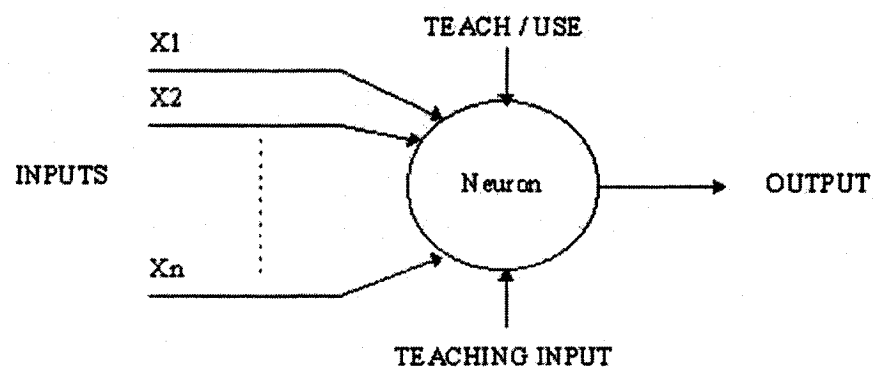 TEACH / USE
X1
X2
INPUTS
Neuron
OUTPUT
Xn
TEACHING INPUT